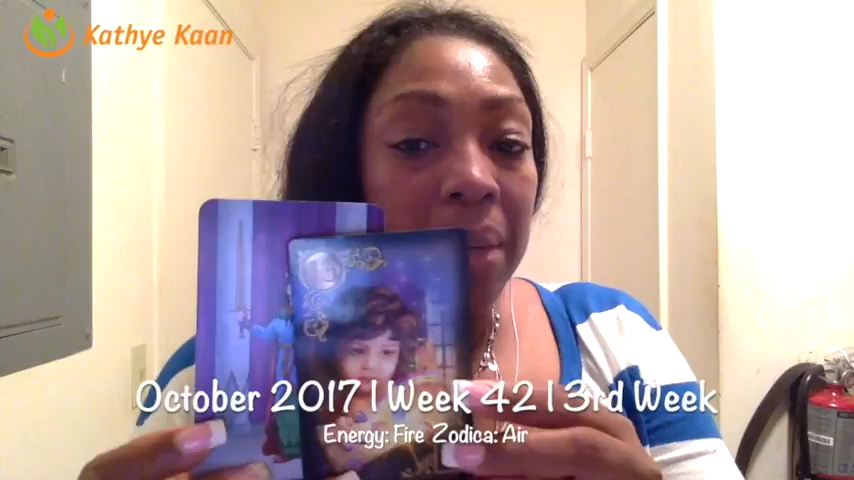 Kathye Kaan
October 2017 | Week 42 | 3rd Week
Energy: Fire Zodica: Air